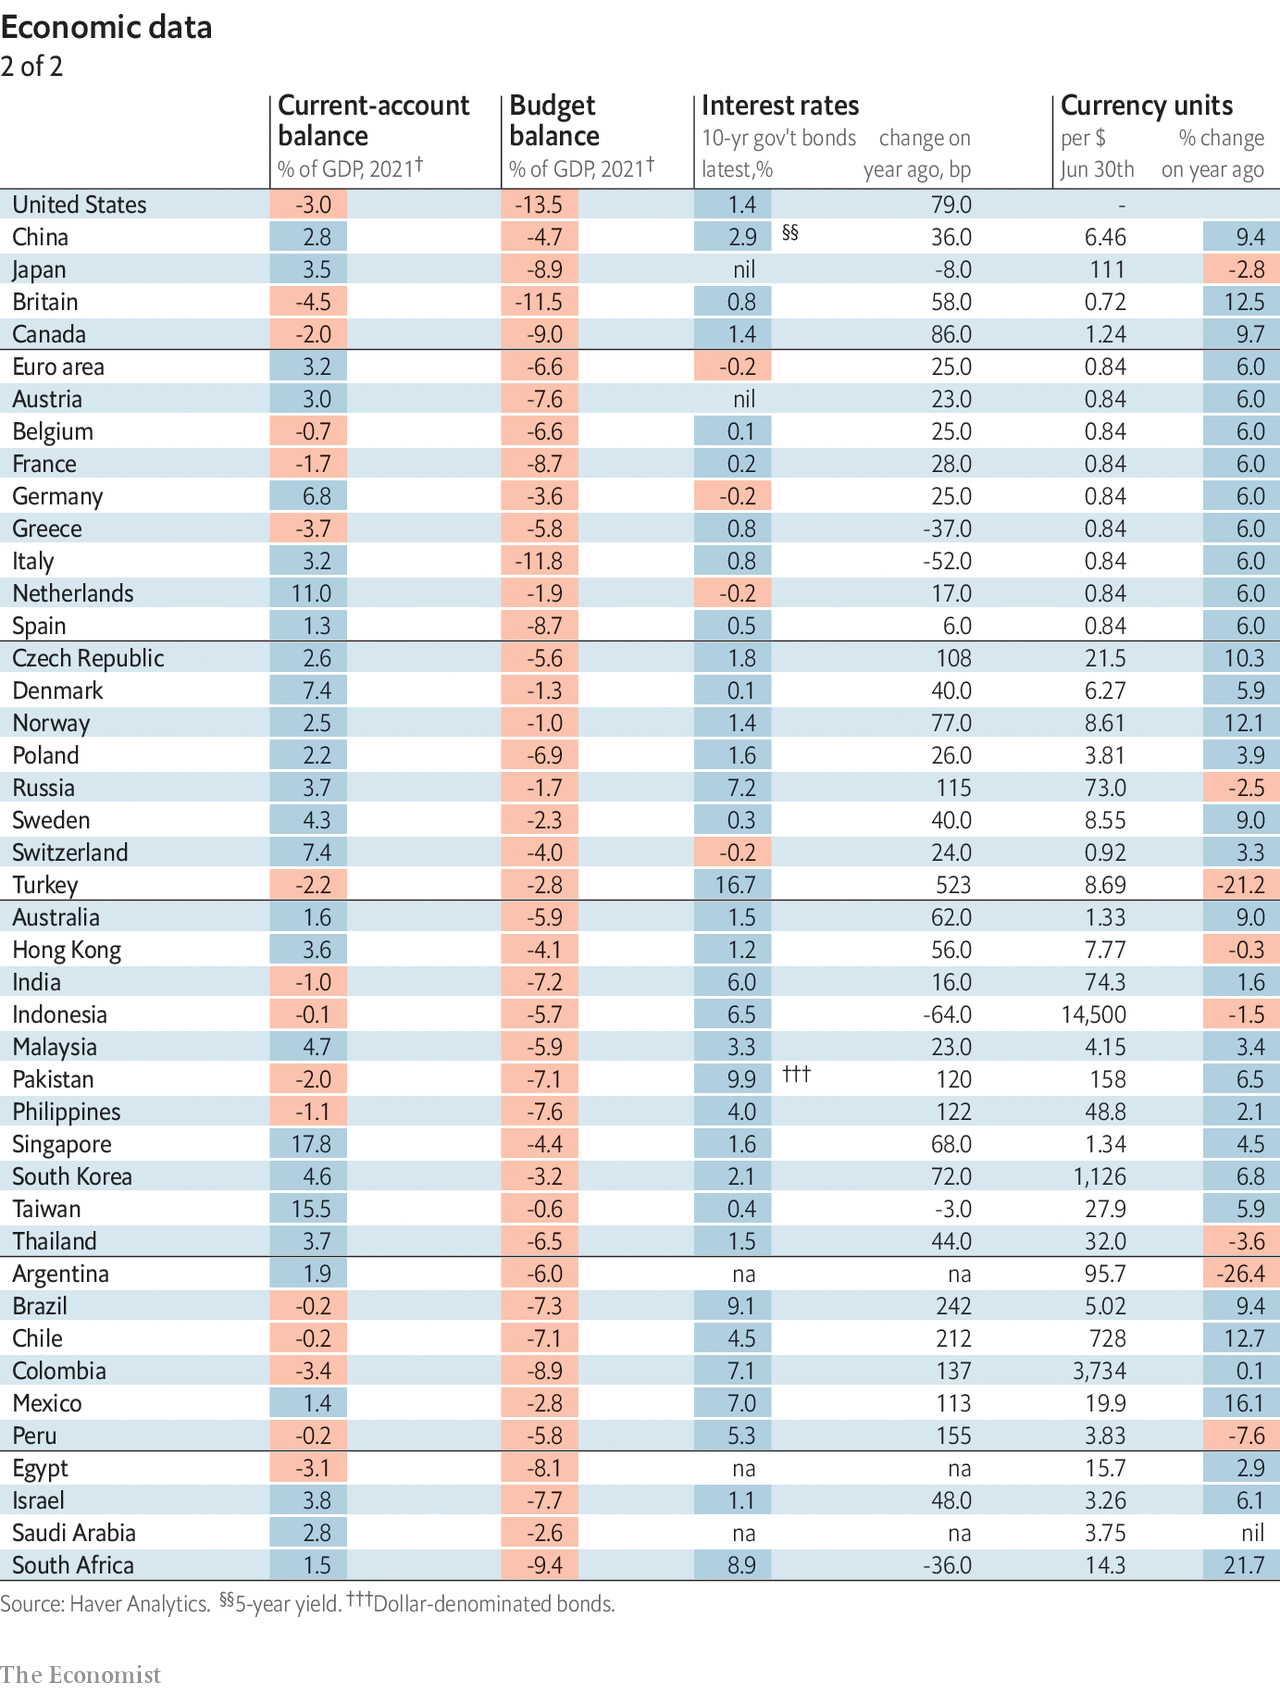 Economic data
2 of 2
Current-account balance % of GDP, 2021† Budget balance % of GDP, 2021† Interest rates 10-yr gov't bonds latest,% change on year ago, bp Currency units per $ Jun 30th % change on year ago
United States -3.0 -13.5 1.4 79.0 -
China 2.8 -4.7 2.9 §§ 36.0 6.46 9.4
Japan 3.5 -8.9 nil -8.0 111 -2.8
Britain -4.5 -11.5 0.8 58.0 0.72 12.5
Canada -2.0 -9.0 1.4 86.0 1.24 9.7
Euro area 3.2 -6.6 -0.2 25.0 0.84 6.0
Austria 3.0 -7.6 nil 23.0 0.84 6.0
Belgium -0.7 -6.6 0.1 25.0 0.84 6.0
France -1.7 -8.7 0.2 28.0 0.84 6.0
Germany 6.8 -3.6 -0.2 25.0 0.84 6.0
Greece -3.7 -5.8 0.8 -37.0 0.84 6.0
Italy 3.2 -11.8 0.8 -52.0 0.84 6.0
Netherlands 11.0 -1.9 -0.2 17.0 0.84 6.0
Spain 1.3 -8.7 0.5 6.0 0.84 6.0
Czech Republic 2.6 -5.6 1.8 108 21.5 10.3
Denmark 7.4 -1.3 0.1 40.0 6.27 5.9
Norway 2.5 -1.0 1.4 77.0 8.61 12.1
Poland 2.2 -6.9 1.6 26.0 3.81 3.9
Russia 3.7 -1.7 7.2 115 73.0 -2.5
Sweden 4.3 -2.3 0.3 40.0 8.55 9.0
Switzerland 7.4 -4.0 -0.2 24.0 0.92 3.3
Turkey -2.2 -2.8 16.7 523 8.69 -21.2
Australia 1.6 -5.9 1.5 62.0 1.33 9.0
Hong Kong 3.6 -4.1 1.2 56.0 7.77 -0.3
India -1.0 -7.2 6.0 16.0 74.3 1.6
Indonesia -0.1 -5.7 6.5 -64.0 14,500 -1.5
Malaysia 4.7 -5.9 3.3 23.0 4.15 3.4
Pakistan -2.0 -7.1 9.9 ††† 120 158 6.5
Philippines -1.1 -7.6 4.0 122 48.8 2.1
Singapore 17.8 -4.4 1.6 68.0 1.34 4.5
South Korea 4.6 -3.2 2.1 72.0 1,126 6.8
Taiwan 15.5 -0.6 0.4 -3.0 27.9 5.9
Thailand 3.7 -6.5 1.5 44.0 32.0 -3.6
Argentina 1.9 -6.0 na na 95.7 -26.4
Brazil -0.2 -7.3 9.1 242 5.02 9.4
Chile -0.2 -7.1 4.5 212 728 12.7
Colombia -3.4 -8.9 7.1 137 3,734 0.1
Mexico 1.4 -2.8 7.0 113 19.9 16.1
Peru -0.2 -5.8 5.3 155 3.83 -7.6
Egypt -3.1 -8.1 na na 15.7 2.9
Israel 3.8 -7.7 1.1 48.0 3.26 6.1
Saudi Arabia 2.8 -2.6 na na 3.75 nil
South Africa 1.5 -9.4 8.9 -36.0 14.3 21.7
Source: Haver Analytics. §§5-year yield. †††Dollar-denominated bonds.
The Economist